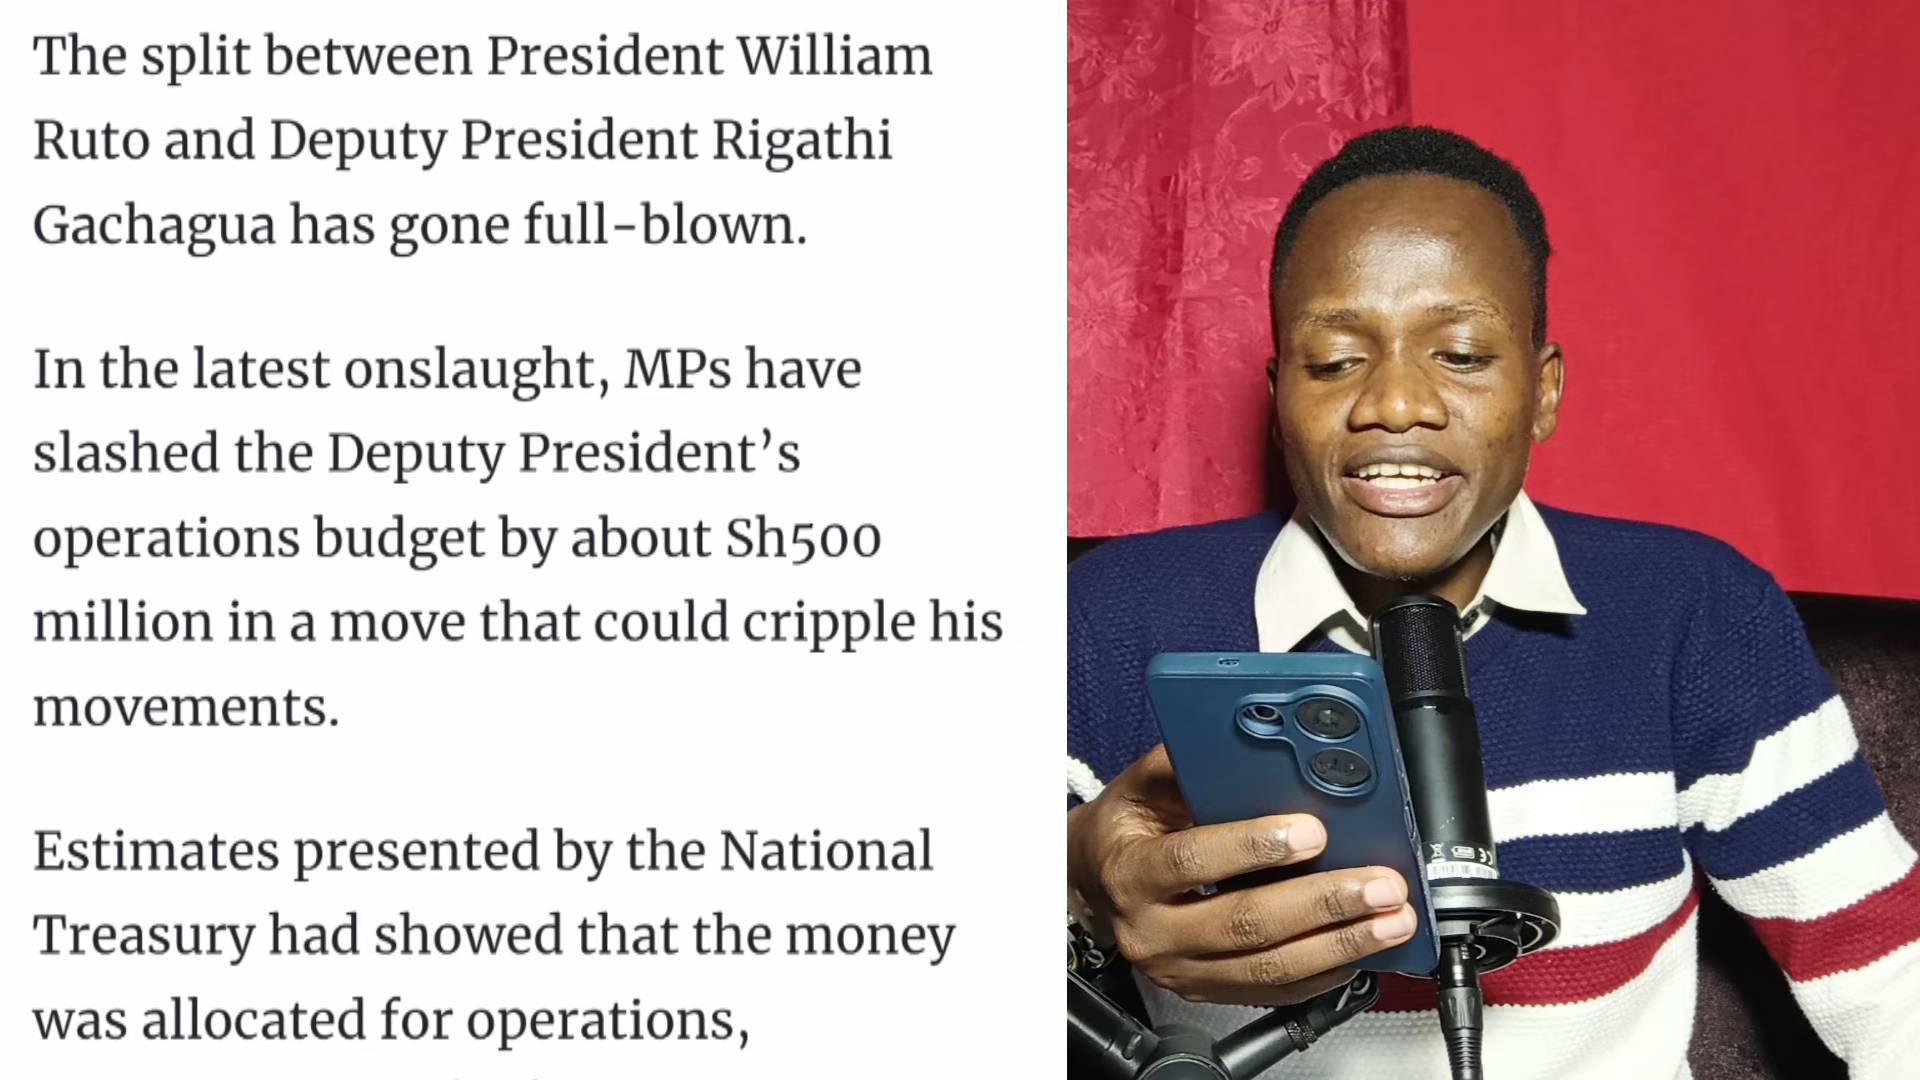 The split between President William
Ruto and Deputy President Rigathi
Gachagua has gone full-blown.
In the latest onslaught, MPs have
slashed the Deputy President’s
operations budget by about Sh500
million in a move that could cripple his
movements.
Estimates presented by the National
Treasury had showed that the money
was allocated for operations,